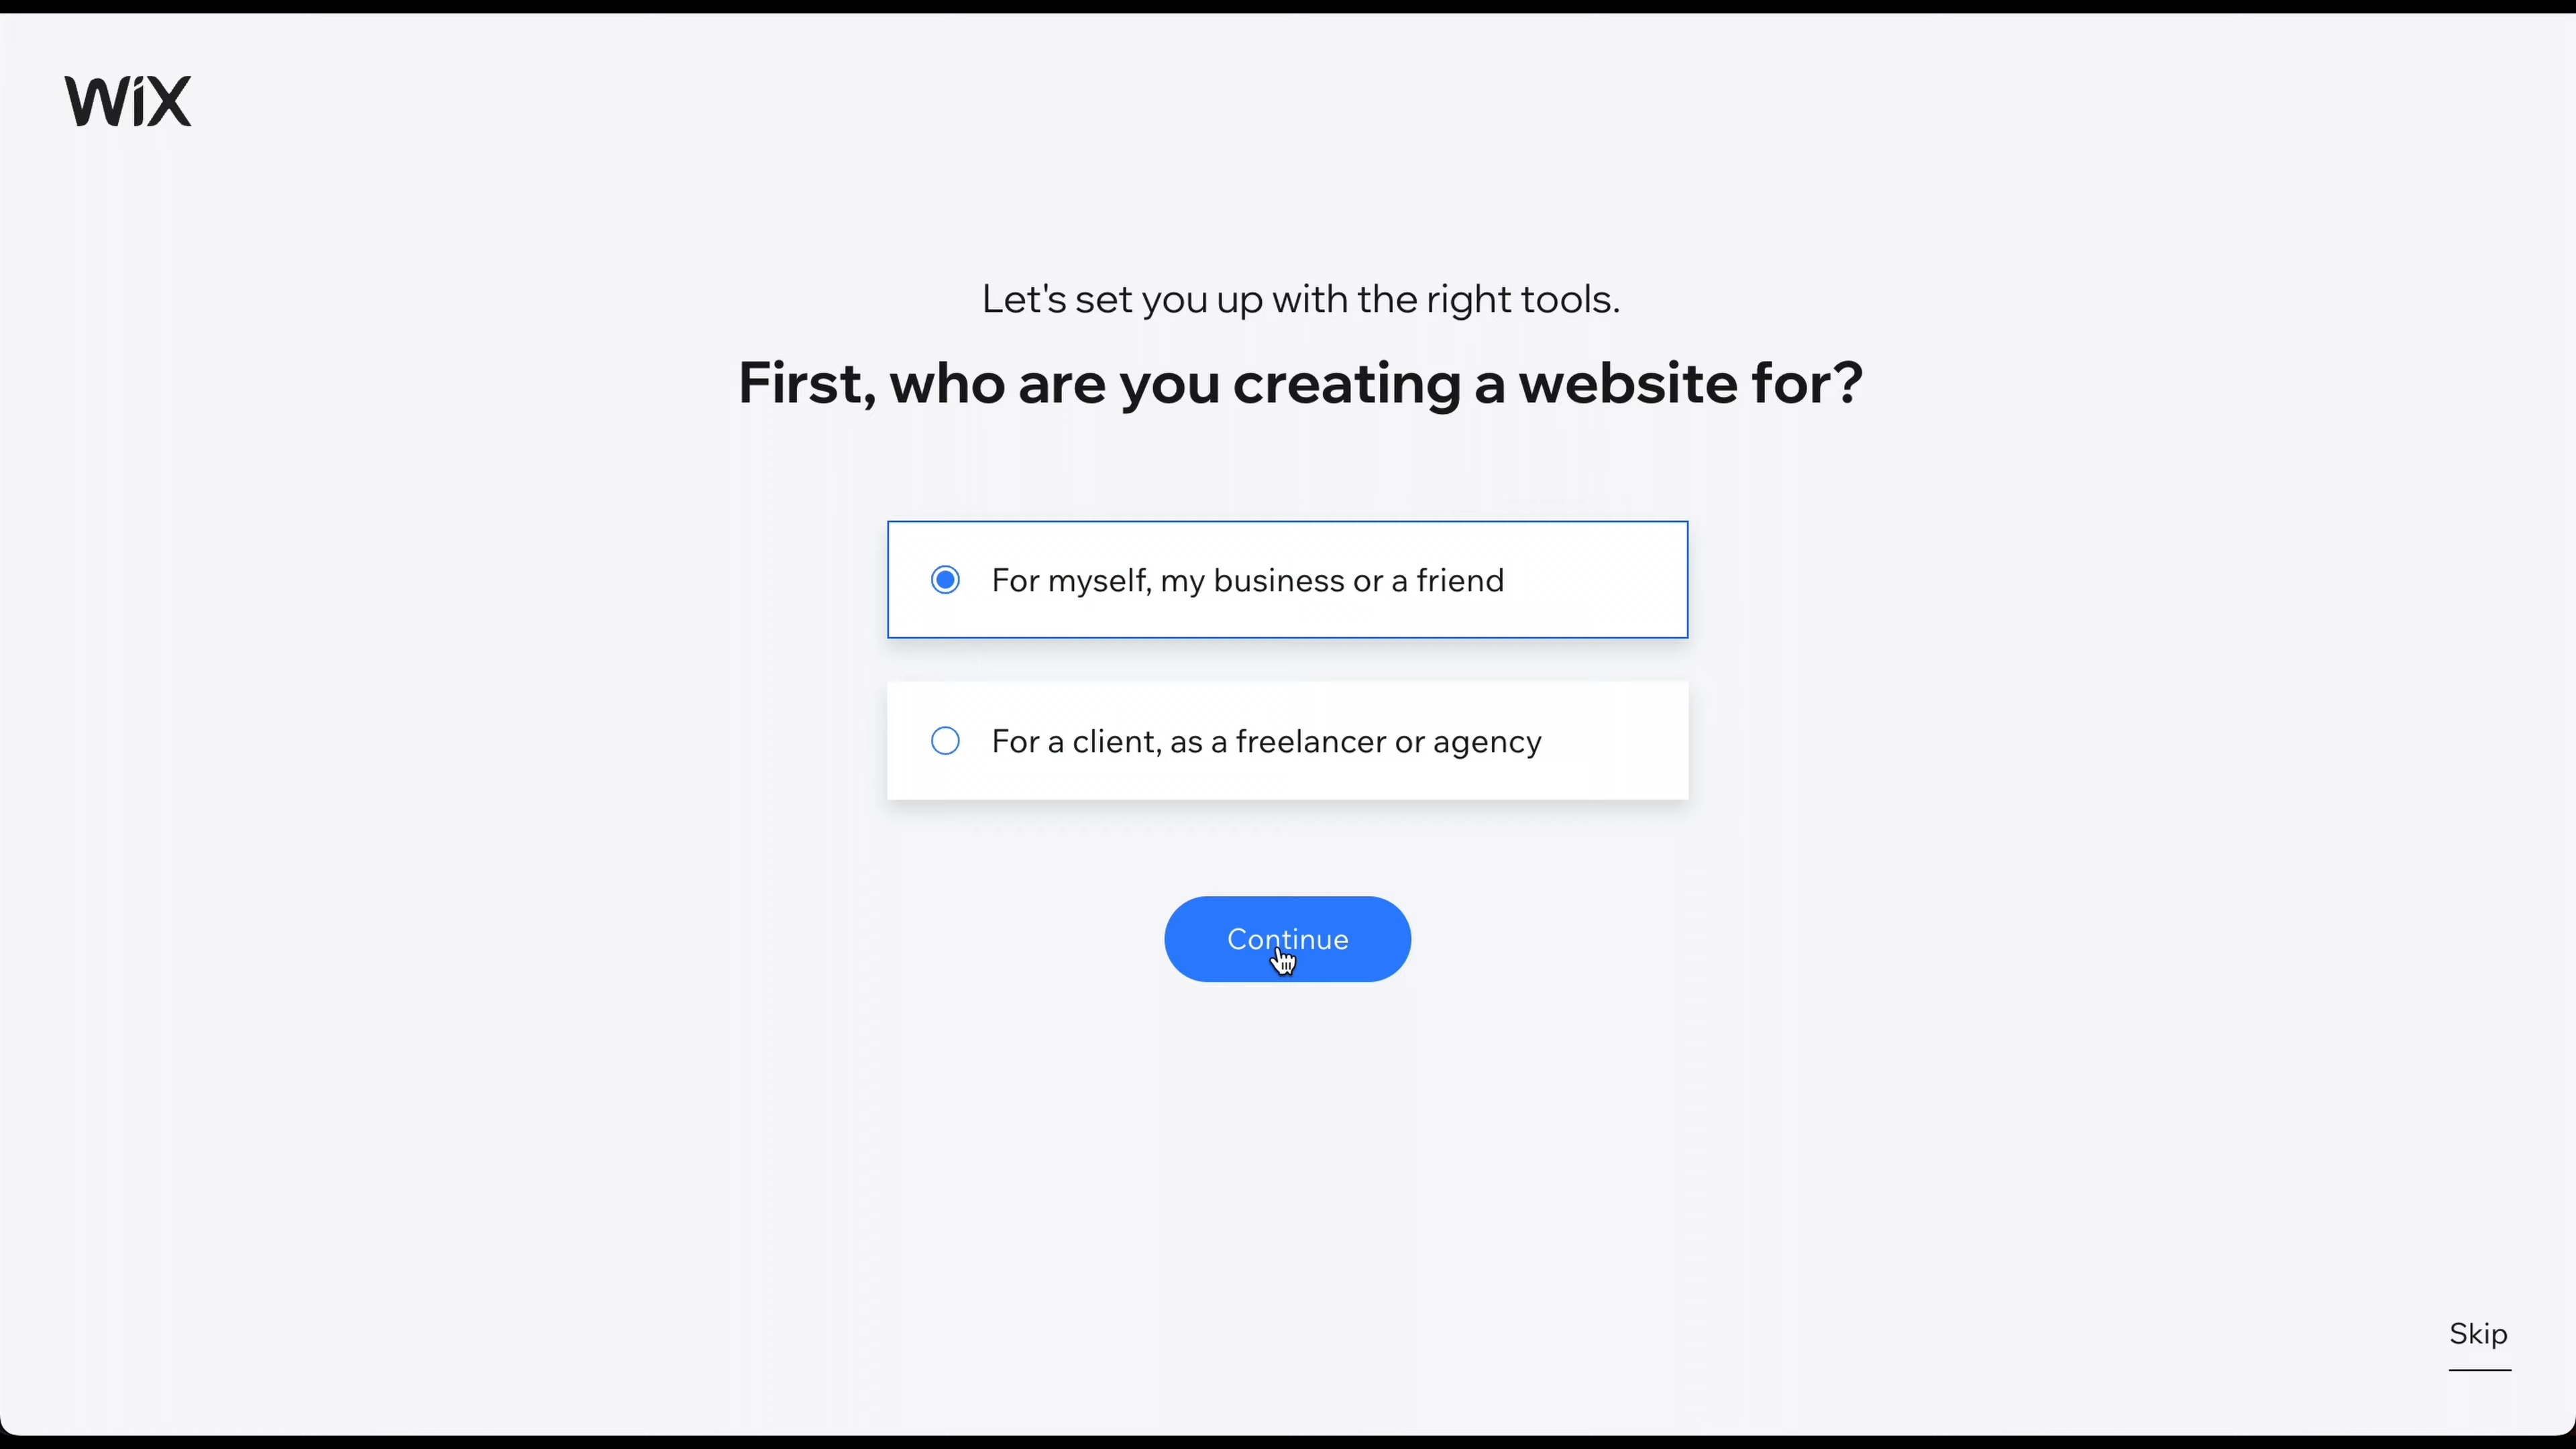 WiX
Let's set you up with the right tools.
First, who are you creating a website for?
For myself, my business or a friend
For a client, as a freelancer or agency
Continue
Skip